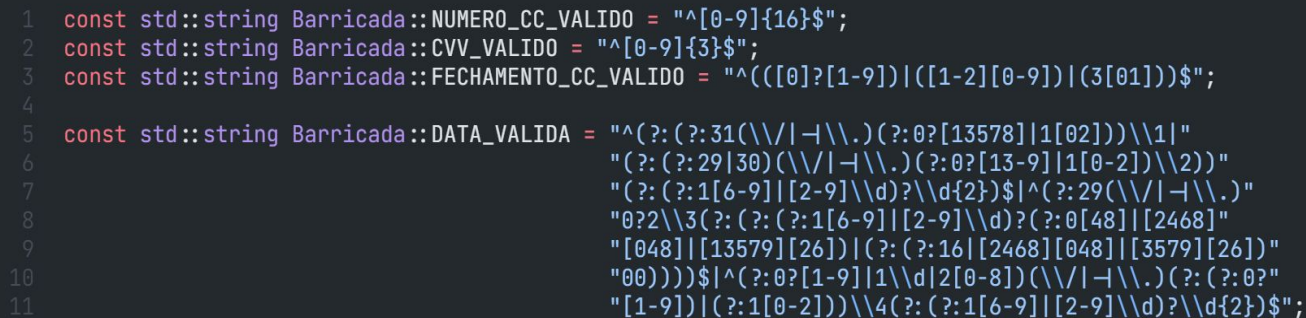 1 const std::string Barricada::NUMERO_CC_VALIDO = "^[0-9]{16}$";
2 const std::string Barricada::CVV_VALIDO = "^[0-9]{3}$";
3 const std::string Barricada::FECHAMENTO_CC_VALIDO = "^(([0]?[1-9])|([1-2][0-9])|(3[01]))$";
4
5 const std::string Barricada::DATA_VALIDA = "^(?:(?:31(\\/|-|\\.)(?:0?[13578]|1[02]))\\1|"
6 "(?:(?:29|30)(\\/|-|\\.)(?:0?[13-9]|1[0-2])\\2))"
7 "(?:(?:1[6-9]|[2-9]\\d)?\\d{2})$|^(?:29(\\/|-|\\.)"
8 "0?2\\3(?:(?:(?:1[6-9]|[2-9]\\d)?(?:0[48]|[2468]"
9 "[048]|[13579][26])|(?:(?:16|[2468][048]|[3579][26])"
10 "00))))$|^(?:0?[1-9]|1\\d|2[0-8])(\\/|-|\\.)(?:(?:0?"
11 "[1-9])|(?:1[0-2]))\\4(?:(?:1[6-9]|[2-9]\\d)?\\d{2})$";